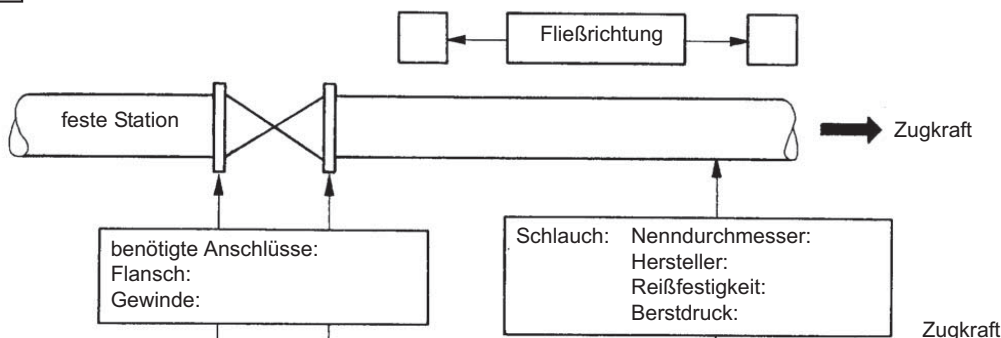 Fließrichtung
feste Station
Zugkraft
benötigte Anschlüsse:
Flansch:
Gewinde:
Schlauch: Nenndurchmesser:
Hersteller:
Reißfestigkeit:
Berstdruck:
Zugkraft